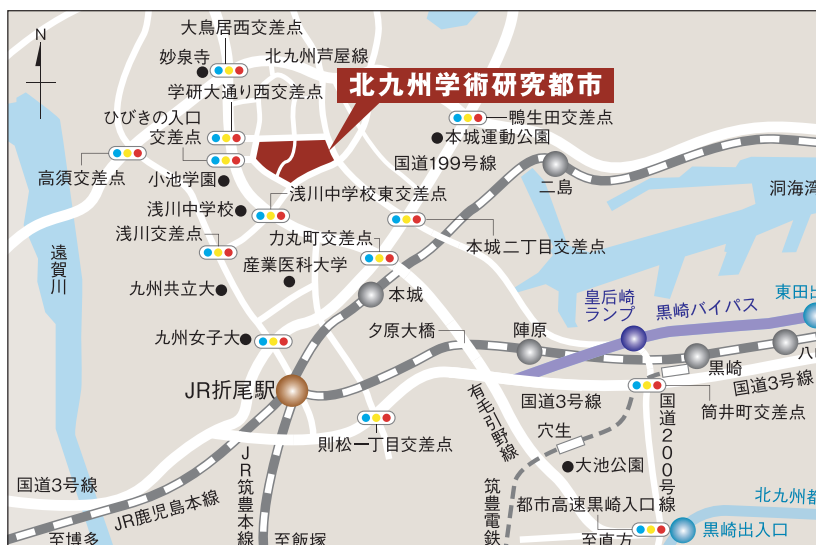 大鳥居西交差点
N
妙泉寺
北九州芦屋線
学研大通り西交差点
北九州学術研究都市
ひびきの入口
交差点
鴨生田交差点
本城運動公園
国道199号線
高須交差点
小池学園
二島
洞海湾
浅川中学校東交差点
浅川中学校
浅川交差点
力丸町交差点
本城二丁目交差点
遠賀川
産業医科大学
九州共立大
本城
皇后崎
ランプ
黒崎バイパス
東田出
九州女子大
夕原大橋
陣原
黒崎
八
JR折尾駅
国道3号線
有毛引野線
国道3号線
国道200号線
筒井町交差点
則松一丁目交差点
穴生
大池公園
国道3号線
JR鹿児島本線
JR筑豊本線
筑豊電鉄
都市高速黒崎入口
北九州都
至博多
至飯塚
至直方
黒崎出入口